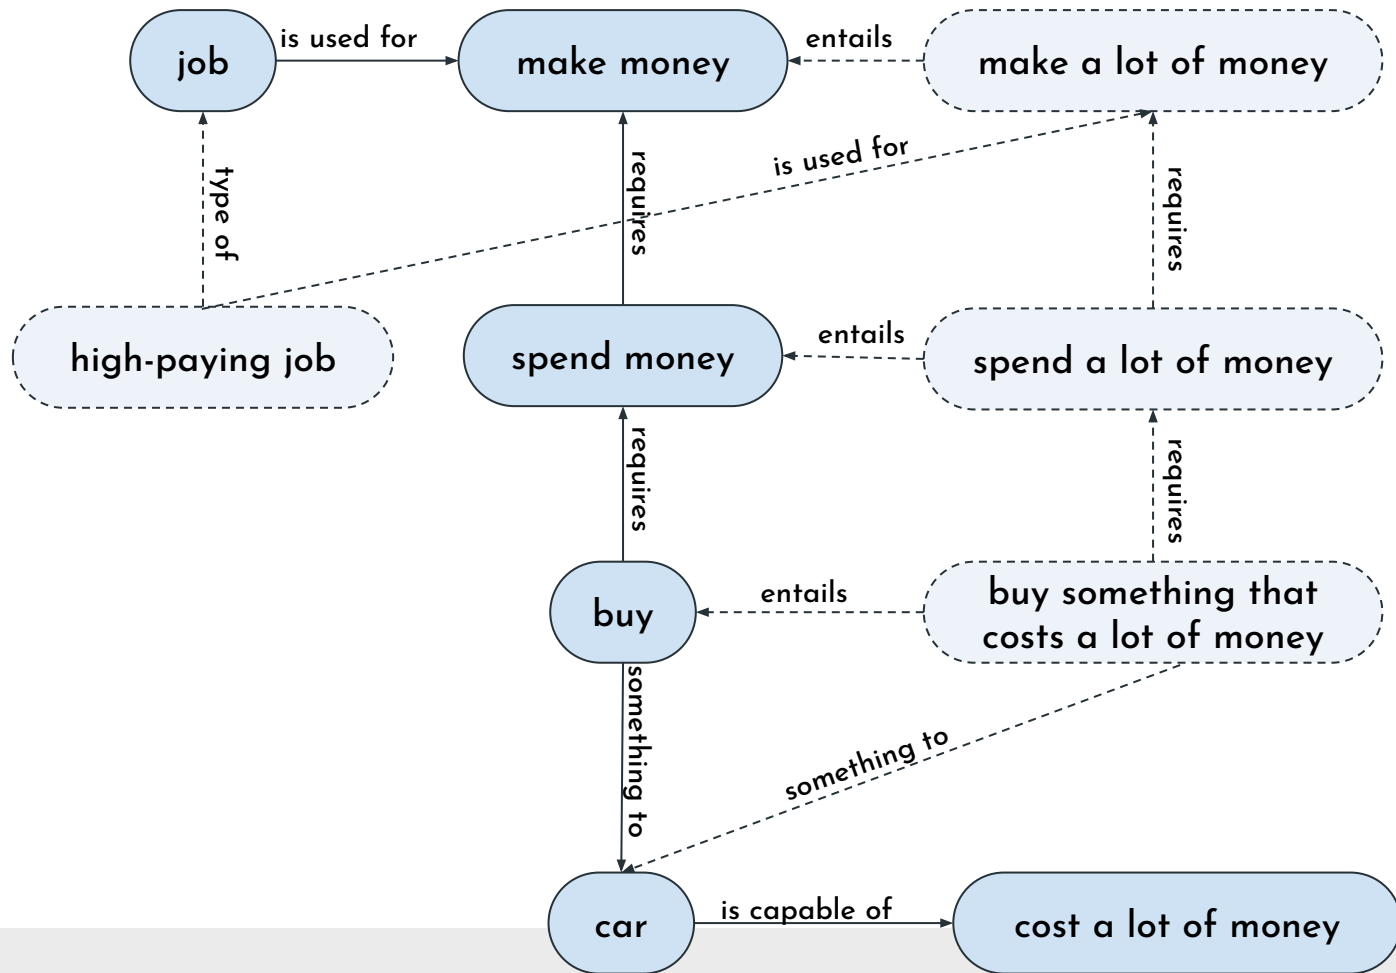 job
is used for
make money
entails
make a lot of money
type of
requires
is used for
requires
high-paying job
spend money
entails
spend a lot of money
requires
requires
buy
entails
buy something that
costs a lot of money
something to
something to
car
is capable of
cost a lot of money